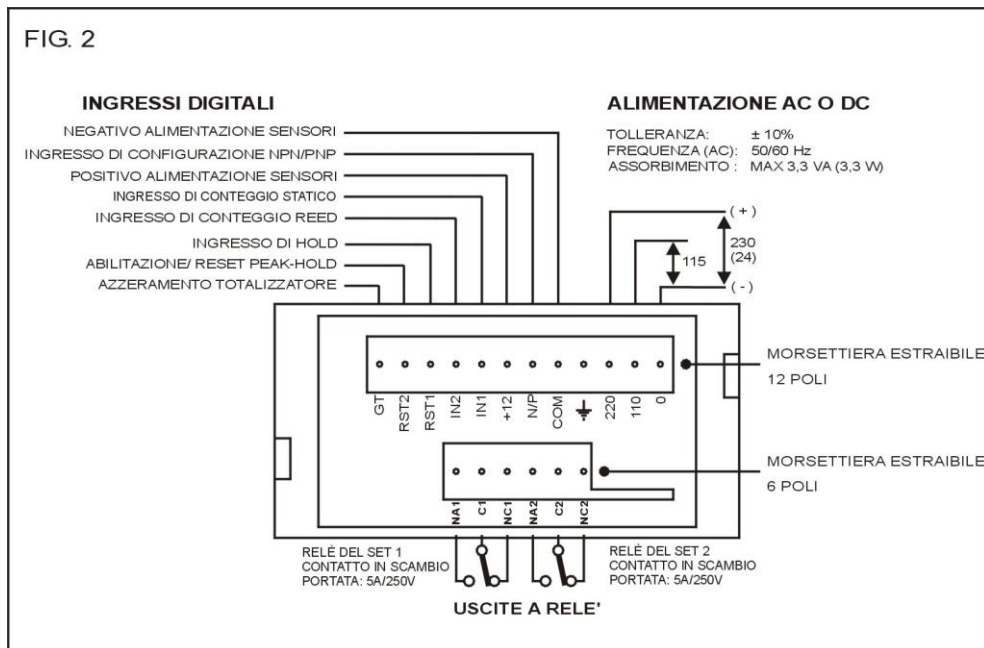 FIG. 2
INGRESSI DIGITALI
NEGATIVO ALIMENTAZIONE SENSORI
INGRESSO DI CONFIGURAZIONE NPN/PNP
POSITIVO ALIMENTAZIONE SENSORI
INGRESSO DI CONTEGGIO STATICO
INGRESSO DI CONTEGGIO REED
INGRESSO DI HOLD
ABILITAZIONE/ RESET PEAK-HOLD
AZZERAMENTO TOTALIZZATORE
ALIMENTAZIONE AC O DC
TOLLERANZA: ± 10%
FREQUENZA (AC): 50/60 Hz
ASSORBIMENTO : MAX 3,3 VA (3,3 W)
(+)
230
(24)
115
(-)
MORSETTIERA ESTRAIBILE
12 POLI
GT RST2 RST1 IN2 IN1 +12 N/P COM 220 110 0
MORSETTIERA ESTRAIBILE
6 POLI
NA1 C1 NC1 NA2 C2 NC2
RELÈ DEL SET 1
CONTATTO IN SCAMBIO
PORTATA: 5A/250V
RELÈ DEL SET 2
CONTATTO IN SCAMBIO
PORTATA: 5A/250V
USCITE A RELE'